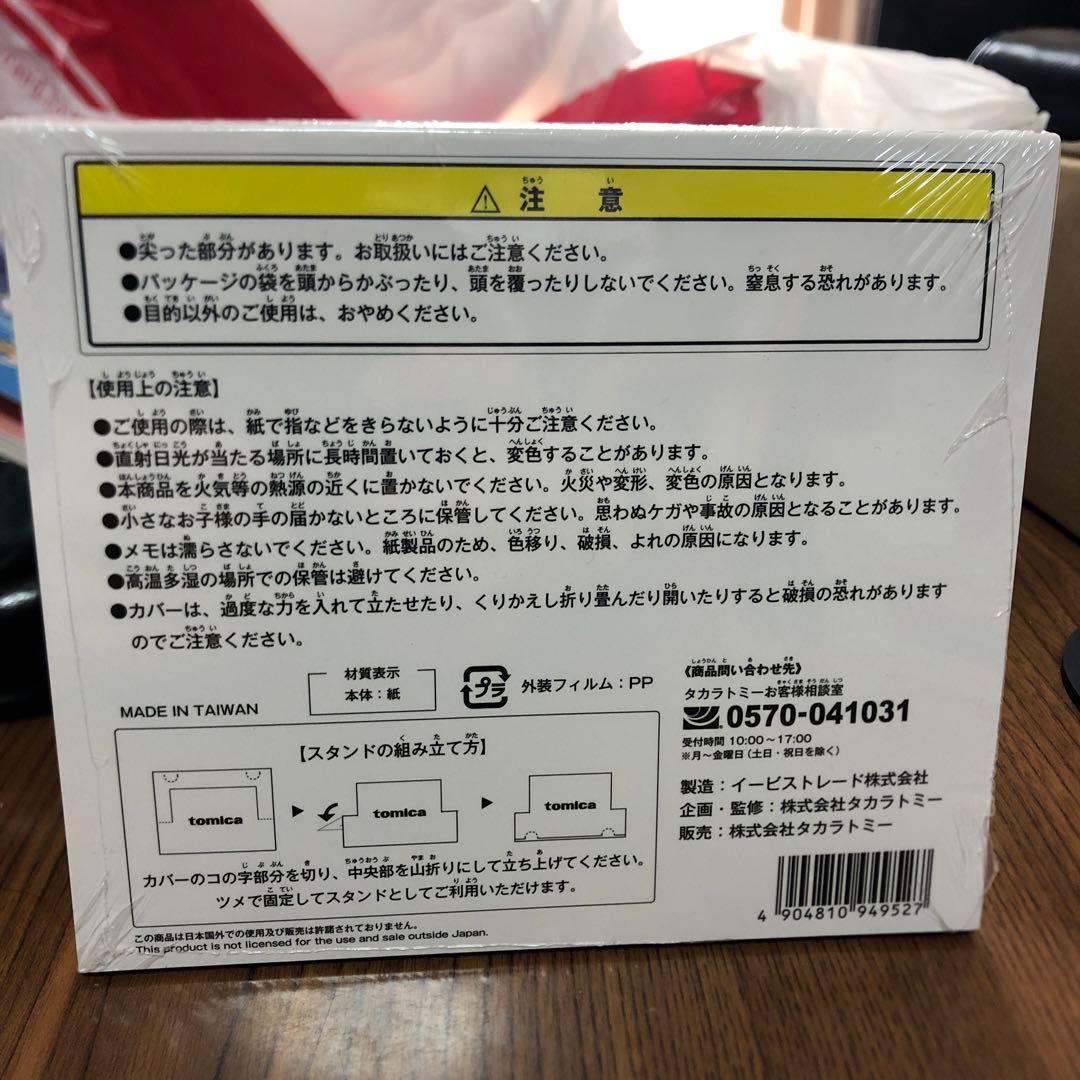 ⚠ 注意
●尖った部分があります。お取扱いにはご注意ください。
●パッケージの袋を頭からかぶったり、頭を覆ったりしないでください。窒息する恐れがあります。
●目的以外のご使用は、おやめください。
【使用上の注意】
●ご使用の際は、紙で指などをきらないように十分ご注意ください。
●直射日光が当たる場所に長時間置いておくと、変色することがあります。
●本商品を火気等の熱源の近くに置かないでください。火災や変形、変色の原因となります。
●小さなお子様の手の届かないところに保管してください。思わぬケガや事故の原因となることがあります。
●メモは濡らさないでください。紙製品のため、色移り、破損、よれの原因になります。
●高温多湿の場所での保管は避けてください。
●カバーは、過度な力を入れて立たせたり、くりかえし折り畳んだり開いたりすると破損の恐れがあります
のでご注意ください。
MADE IN TAIWAN
材質表示
本体：紙
プラ
外装フィルム：PP
《商品問い合わせ先》
タカラトミーお客様相談室
0570-041031
受付時間 10:00～17:00
※月～金曜日（土日・祝日を除く）
製造：イービストレード株式会社
企画・監修：株式会社タカラトミー
販売：株式会社タカラトミー
4 904810 949527
【スタンドの組み立て方】
tomica
tomica
tomica
カバーのコの字部分を切り、中央部を山折りにして立ち上げてください。
ツメで固定してスタンドとしてご利用いただけます。
この商品は日本国外での使用及び販売は許諾されておりません。
This product is not licensed for the use and sale outside Japan.